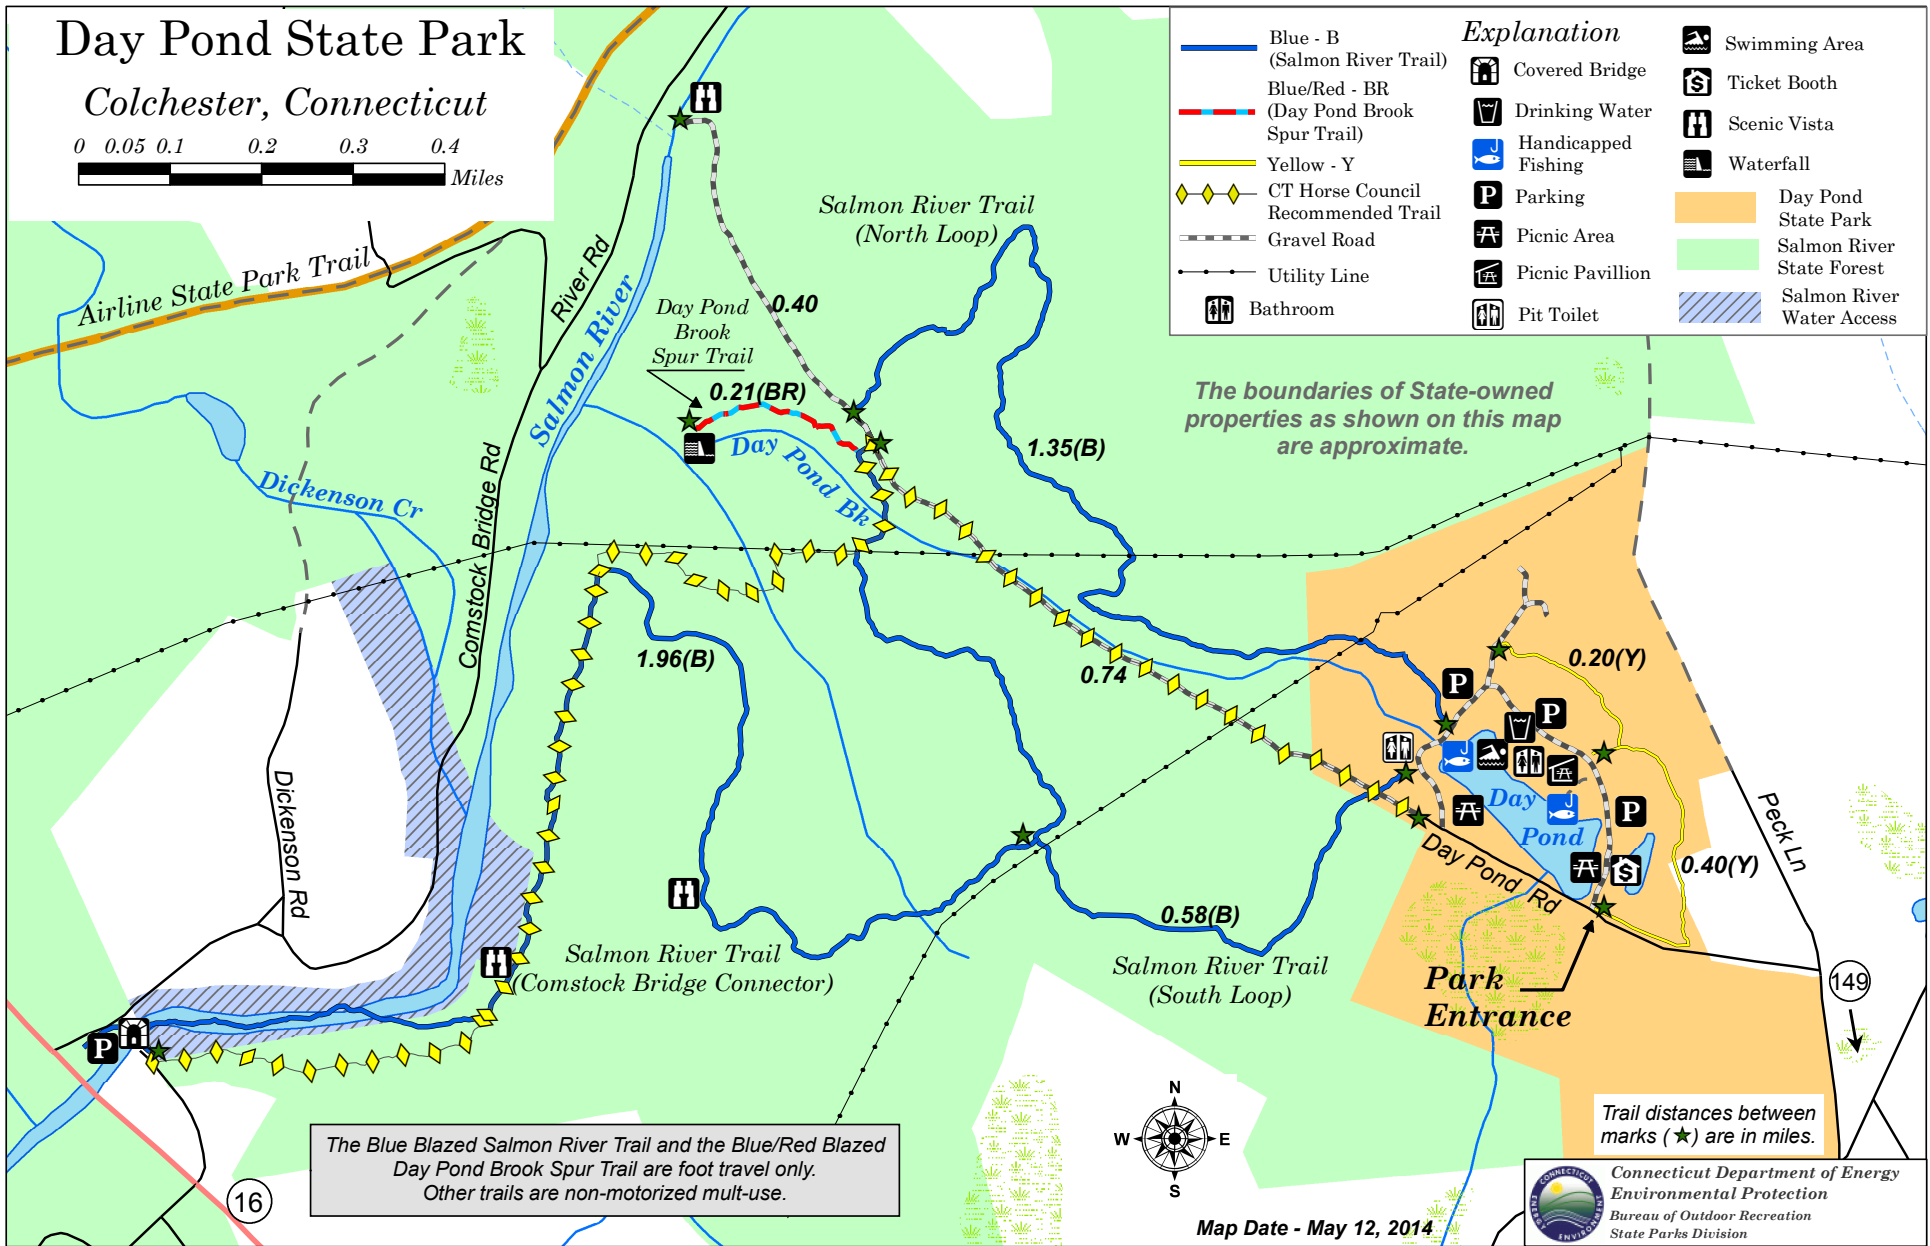 Day Pond State Park
Colchester, Connecticut
0 0.05 0.1 0.2 0.3 0.4
Miles
Explanation
Blue - B
(Salmon River Trail)
Blue/Red - BR
(Day Pond Brook
Spur Trail)
Yellow - Y
CT Horse Council
Recommended Trail
Gravel Road
Utility Line
Bathroom
Covered Bridge
Drinking Water
Handicapped
Fishing
P
Parking
Picnic Area
Picnic Pavillion
Pit Toilet
Swimming Area
$
Ticket Booth
Scenic Vista
Waterfall
Day Pond
State Park
Salmon River
State Forest
Salmon River
Water Access
Airline State Park Trail
River Rd
Salmon River
Salmon River Trail
(North Loop)
0.40
Day Pond
Brook
Spur Trail
0.21(BR)
Day Pond Bk
1.35(B)
The boundaries of State-owned
properties as shown on this map
are approximate.
Dickenson Cr
Comstock Bridge Rd
1.96(B)
0.74
0.20(Y)
P
P
Dickenson Rd
Day
Pond
P
Peck Ln
Day Pond Rd
$
0.40(Y)
0.58(B)
Salmon River Trail
(Comstock Bridge Connector)
Salmon River Trail
(South Loop)
Park
Entrance
149
P
16
The Blue Blazed Salmon River Trail and the Blue/Red Blazed
Day Pond Brook Spur Trail are foot travel only.
Other trails are non-motorized mult-use.
N
W E
S
Trail distances between
marks ( ★ ) are in miles.
Map Date - May 12, 2014
CONNECTICUT
ENERGY
ENVIRONMENT
Connecticut Department of Energy
Environmental Protection
Bureau of Outdoor Recreation
State Parks Division